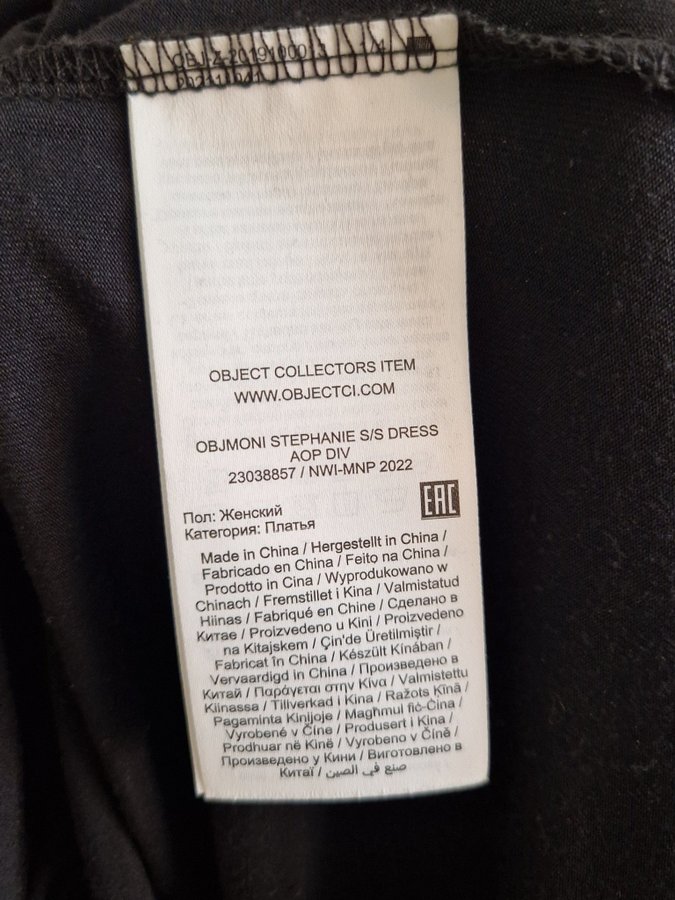 OBJECT COLLECTORS ITEM
WWW.OBJECTCI.COM
OBJMONI STEPHANIE S/S DRESS
AOP DIV
23038857 / NWI-MNP 2022
EAC
Пол: Женский
Категория: Платья
Made in China / Hergestellt in China /
Fabricado en China / Feito na China /
Prodotto in Cina / Wyprodukowano w
Chinach / Fremstillet i Kina / Valmistatud
Hiinas / Fabriqué en Chine / Сделано в
Китае / Proizvedeno u Kini / Proizvedeno
na Kitajskem / Çin'de Üretilmiştir /
Fabricat în China / Készült Kínában /
Vervaardigd in China / Произведено в
Китай / Παράγεται στην Κίνα / Valmistettu
Kiinassa / Tillverkad i Kina / Ražots Ķīnā /
Pagaminta Kinijoje / Magħmul fiċ-Ċina /
Vyrobené v Číne / Produsert i Kina /
Prodhuar në Kinë / Vyrobeno v Číně /
Произведено у Кини / Виготовлено в
Китаї / صنع في الصين